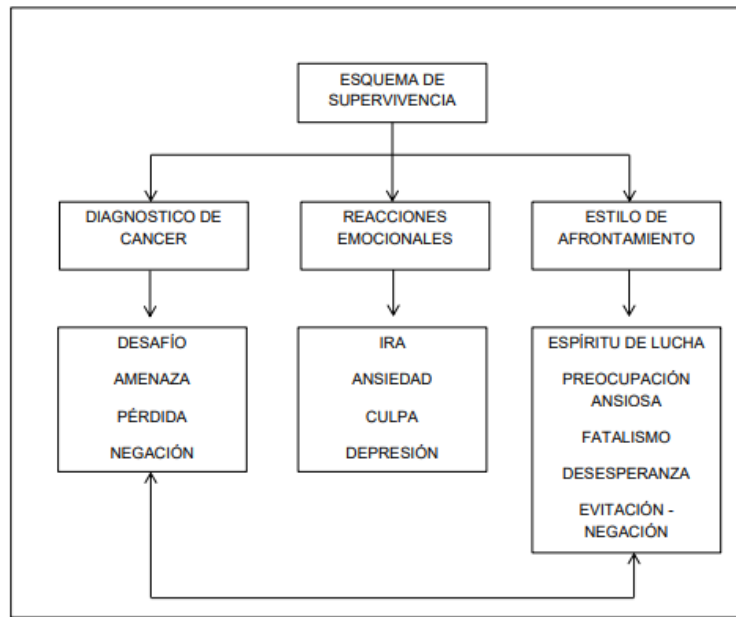 ESQUEMA DE
SUPERVIVENCIA
DIAGNOSTICO DE
CANCER
REACCIONES
EMOCIONALES
ESTILO DE
AFRONTAMIENTO
DESAFÍO
AMENAZA
PÉRDIDA
NEGACIÓN
IRA
ANSIEDAD
CULPA
DEPRESIÓN
ESPÍRITU DE LUCHA
PREOCUPACIÓN
ANSIOSA
FATALISMO
DESESPERANZA
EVITACIÓN -
NEGACIÓN